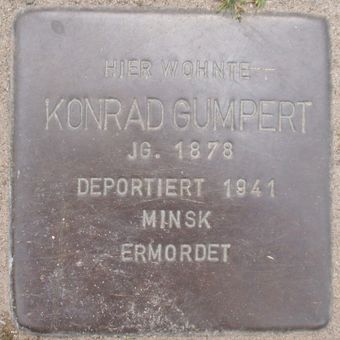 HIER WOHNTE
KONRAD GUMPERT
JG. 1878
DEPORTIERT 1941
MINSK
ERMORDET